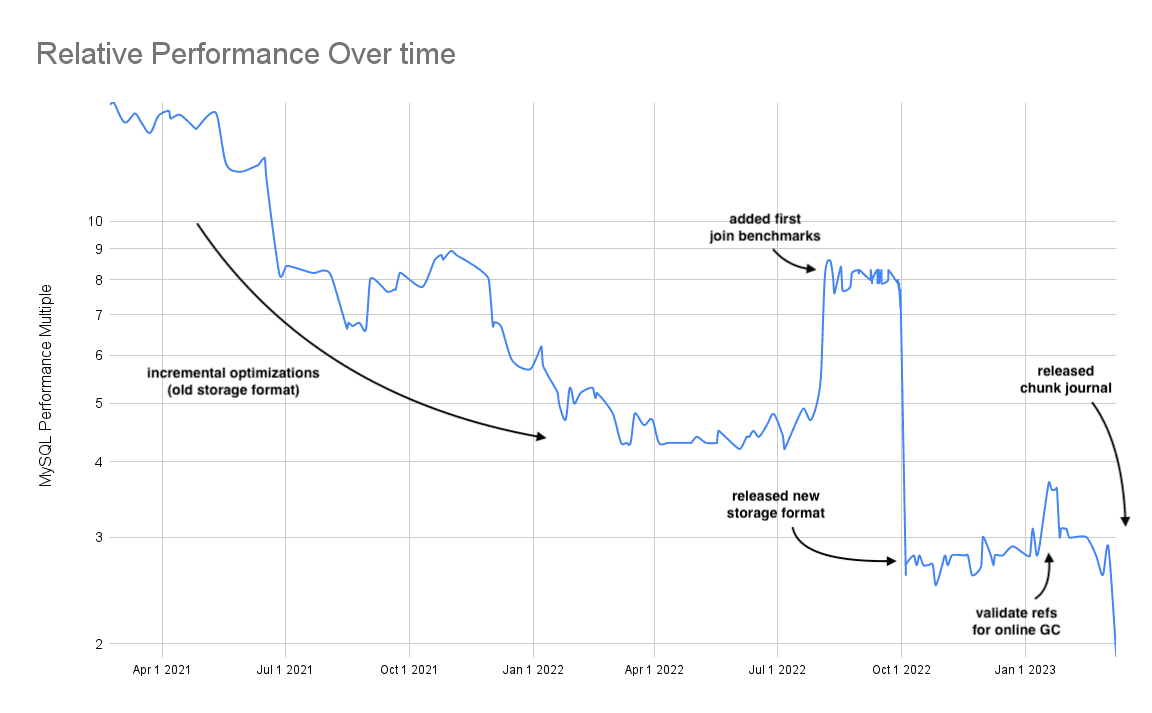 Relative Performance Over time
MySQL Performance Multiple
10
9
8
7
6
5
4
3
2
added first
join benchmarks
incremental optimizations
(old storage format)
released
chunk journal
released new
storage format
validate refs
for online GC
Apr 1 2021
Jul 1 2021
Oct 1 2021
Jan 1 2022
Apr 1 2022
Jul 1 2022
Oct 1 2022
Jan 1 2023